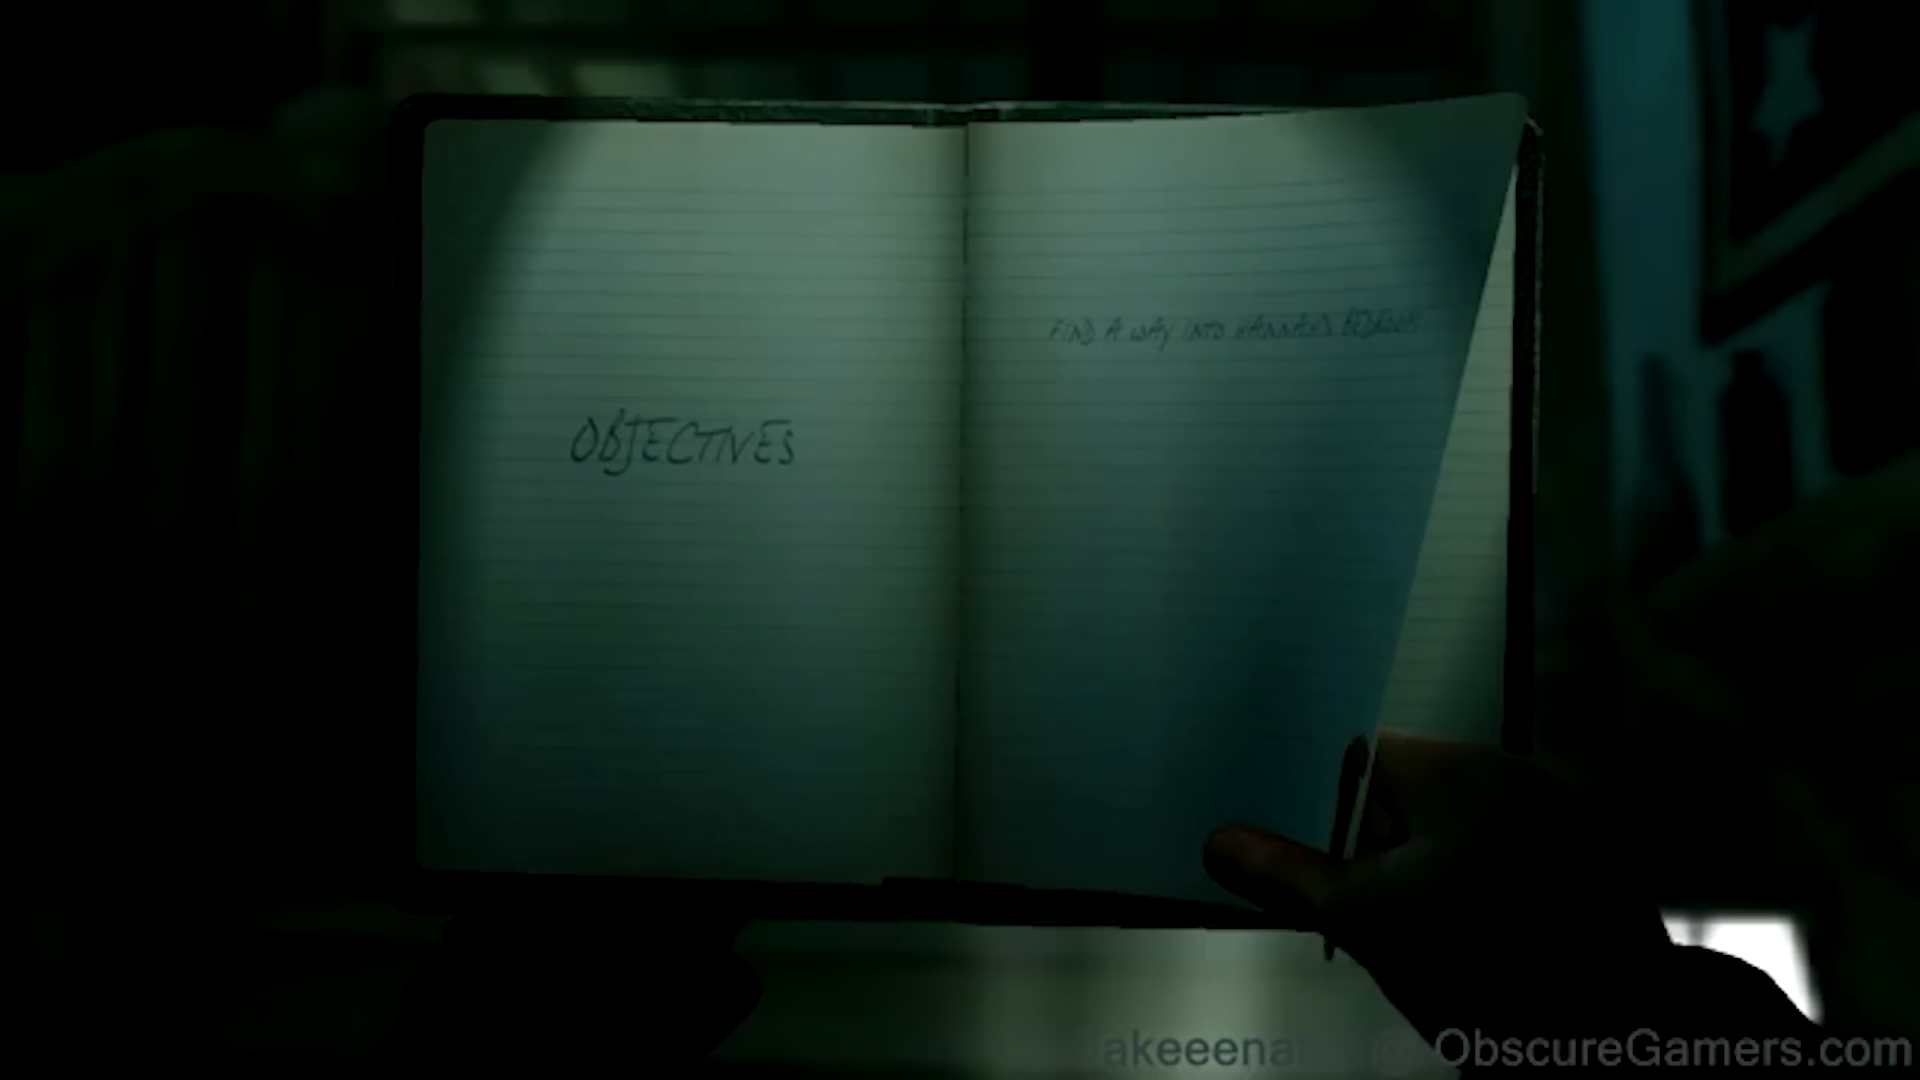 OBJECTIVES
FIND A WAY INTO HANNAH'S BEDROOM
@ ObscureGamers.com